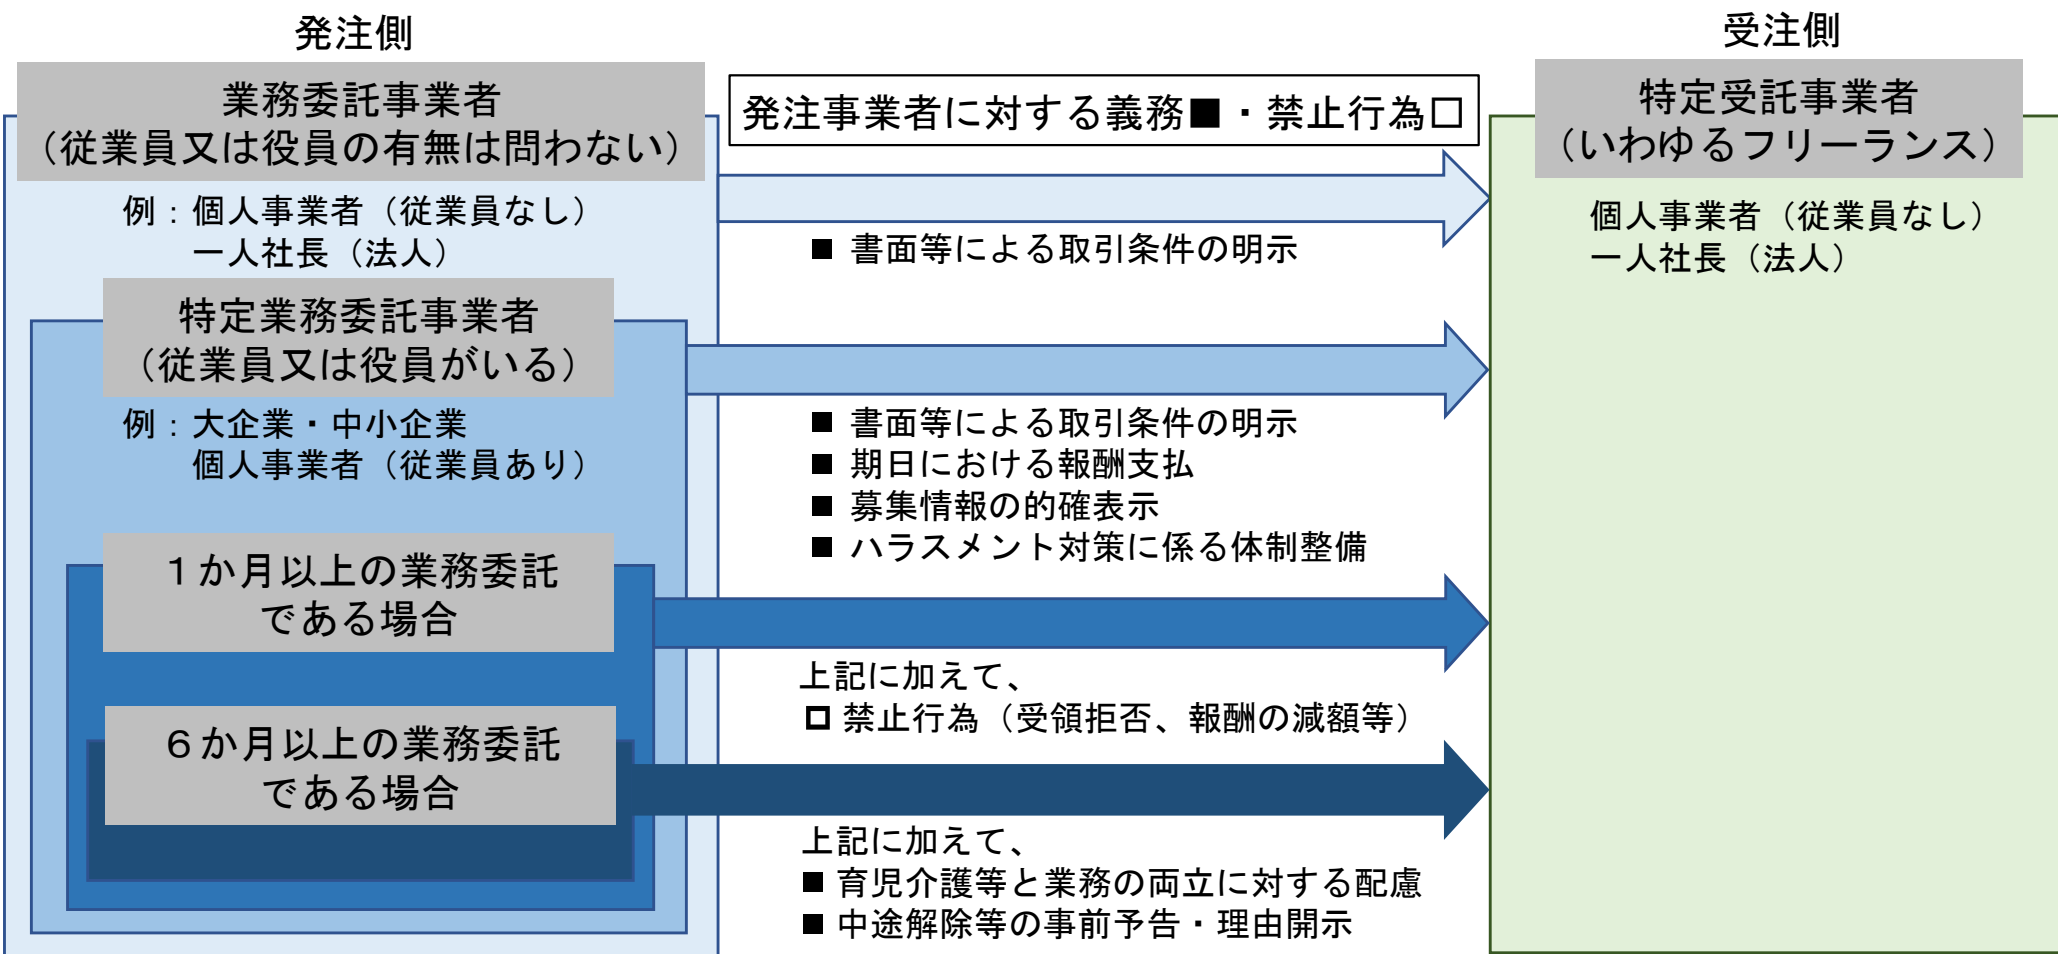 発注側
受注側
業務委託事業者
（従業員又は役員の有無は問わない）
発注事業者に対する義務■・禁止行為□
特定受託事業者
（いわゆるフリーランス）
例：個人事業者（従業員なし）
一人社長（法人）
■ 書面等による取引条件の明示
個人事業者（従業員なし）
一人社長（法人）
特定業務委託事業者
（従業員又は役員がいる）
例：大企業・中小企業
個人事業者（従業員あり）
■ 書面等による取引条件の明示
■ 期日における報酬支払
■ 募集情報の的確表示
■ ハラスメント対策に係る体制整備
１か月以上の業務委託
である場合
上記に加えて、
□ 禁止行為（受領拒否、報酬の減額等）
６か月以上の業務委託
である場合
上記に加えて、
■ 育児介護等と業務の両立に対する配慮
■ 中途解除等の事前予告・理由開示